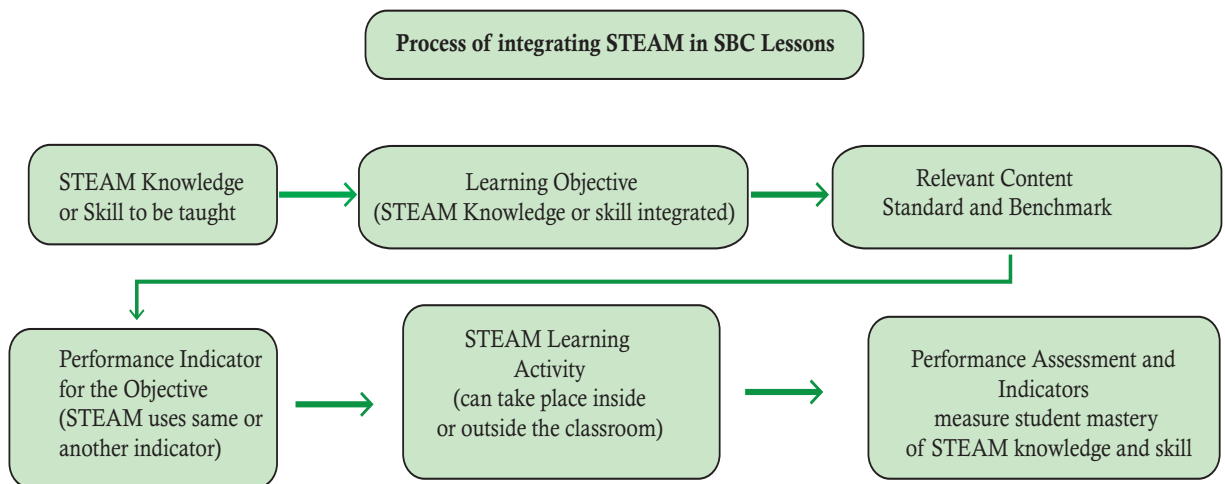 Process of integrating STEAM in SBC Lessons
STEAM Knowledge
or Skill to be taught
Learning Objective
(STEAM Knowledge or skill integrated)
Relevant Content
Standard and Benchmark
Performance Indicator
for the Objective
(STEAM uses same or
another indicator)
STEAM Learning
Activity
(can take place inside
or outside the classroom)
Performance Assessment and
Indicators
measure student mastery
of STEAM knowledge and skill